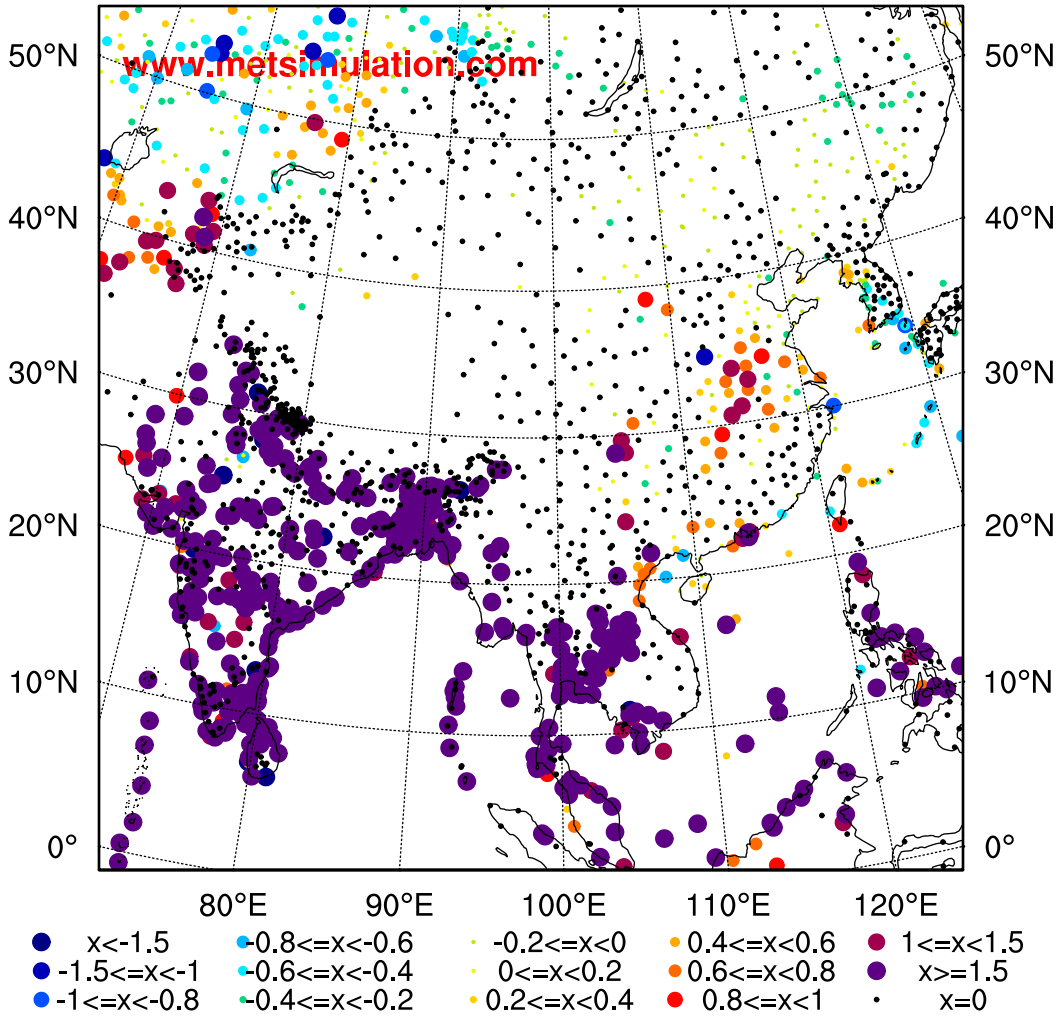 50°N 50°N
www.metsimulation.com
40°N 40°N
30°N 30°N
20°N 20°N
10°N 10°N
0° 0°
80°E 90°E 100°E 110°E 120°E
x<-1.5 -0.8<=x<-0.6 -0.2<=x<0 0.4<=x<0.6 1<=x<1.5
-1.5<=x<-1 -0.6<=x<-0.4 0<=x<0.2 0.6<=x<0.8 x>=1.5
-1<=x<-0.8 -0.4<=x<-0.2 0.2<=x<0.4 0.8<=x<1 x=0